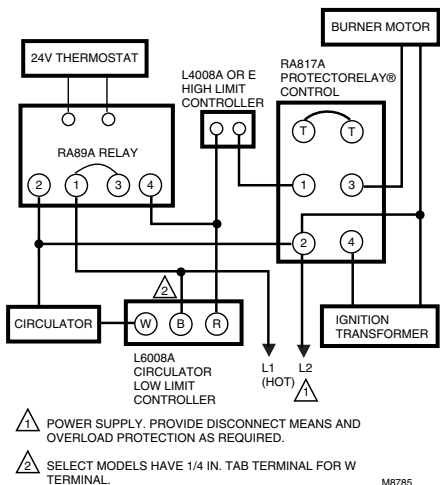 BURNER MOTOR
24V THERMOSTAT
L4008A OR E
HIGH LIMIT
CONTROLLER
RA817A
PROTECTORELAY®
CONTROL
T T
RA89A RELAY
2 1 3 4
1 3
2 4
2
CIRCULATOR
W B R
IGNITION
TRANSFORMER
L6008A
CIRCULATOR
LOW LIMIT
CONTROLLER
L1
(HOT)
L2
1
1 POWER SUPPLY. PROVIDE DISCONNECT MEANS AND
OVERLOAD PROTECTION AS REQUIRED.
2 SELECT MODELS HAVE 1/4 IN. TAB TERMINAL FOR W
TERMINAL.
M8785